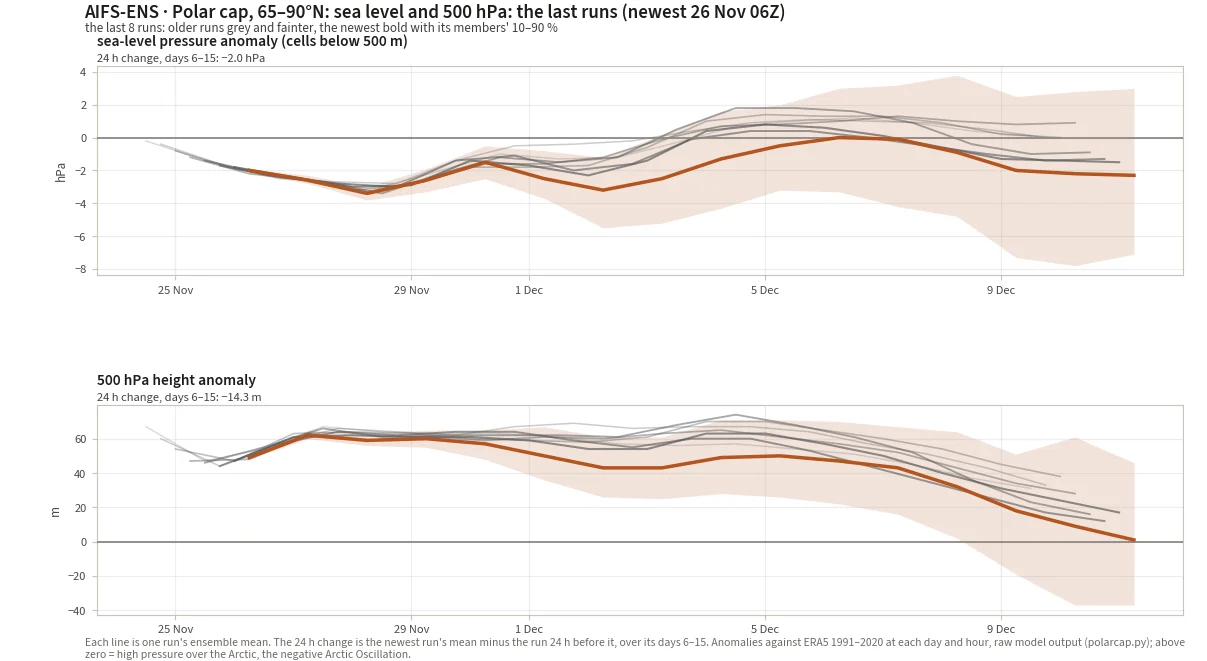 AIFS-ENS · Polar cap, 65–90°N: sea level and 500 hPa: the last runs (newest 26 Nov 06Z)
the last 8 runs: older runs grey and fainter, the newest bold with its members' 10–90 %
sea-level pressure anomaly (cells below 500 m)
24 h change, days 6–15: −2.0 hPa
4
2
0
−2
−4
−6
−8
hPa
25 Nov
29 Nov
1 Dec
5 Dec
9 Dec
500 hPa height anomaly
24 h change, days 6–15: −14.3 m
60
40
20
0
−20
−40
m
25 Nov
29 Nov
1 Dec
5 Dec
9 Dec
Each line is one run's ensemble mean. The 24 h change is the newest run's mean minus the run 24 h before it, over its days 6–15. Anomalies against ERA5 1991–2020 at each day and hour, raw model output (polarcap.py); above
zero = high pressure over the Arctic, the negative Arctic Oscillation.